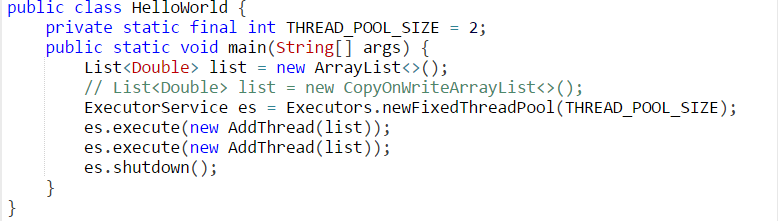 public class HelloWorld {
    private static final int THREAD_POOL_SIZE = 2;
    public static void main(String[] args) {
        List<Double> list = new ArrayList<>();
        // List<Double> list = new CopyOnWriteArrayList<>();
        ExecutorService es = Executors.newFixedThreadPool(THREAD_POOL_SIZE);
        es.execute(new AddThread(list));
        es.execute(new AddThread(list));
        es.shutdown();
    }
}